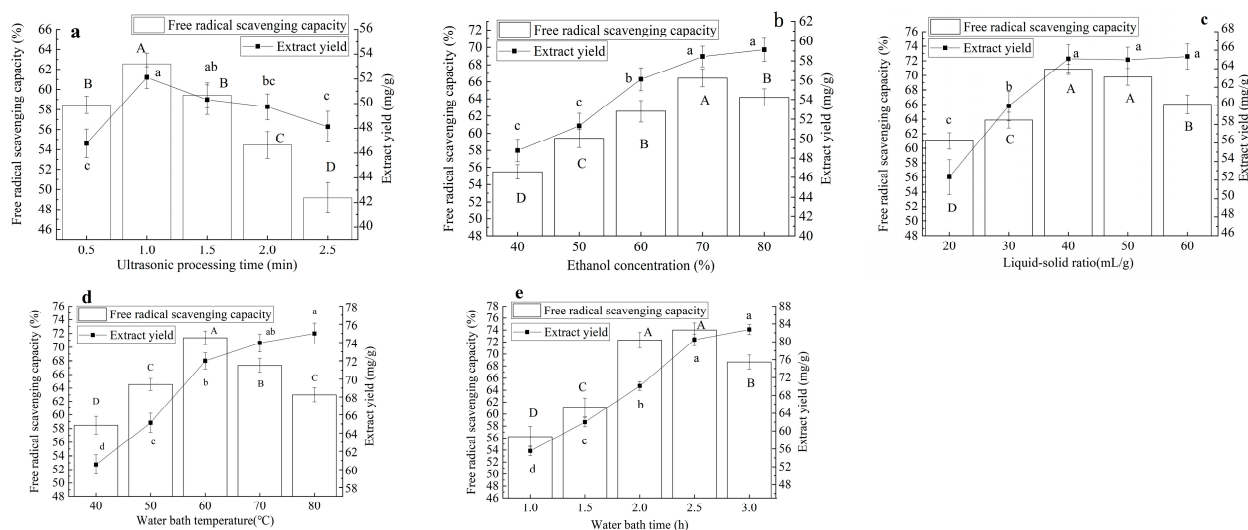 a
Free radical scavenging capacity
Extract yield
Free radical scavenging capacity (%)
66
64
62
60
58
56
54
52
50
48
46
B
A
B
C
D
c
a
ab
bc
c
56
54
52
50
48
46
44
42
40
Extract yield (mg/g)
0.5 1.0 1.5 2.0 2.5
Ultrasonic processing time (min)
b
Free radical scavenging capacity
Extract yield
Free radical scavenging capacity (%)
72
70
68
66
64
62
60
58
56
54
52
50
48
c
c
b
a
a
D
C
B
A
B
62
60
58
56
54
52
50
48
46
44
42
40
Extract yield (mg/g)
40 50 60 70 80
Ethanol concentration (%)
c
Free radical scavenging capacity
Extract yield
Free radical scavenging capacity (%)
76
74
72
70
68
66
64
62
60
58
56
54
52
50
48
c
b
a
a
a
D
C
A
A
B
68
66
64
62
60
58
56
54
52
50
48
46
Extract yield (mg/g)
20 30 40 50 60
Liquid-solid ratio(mL/g)
d
Free radical scavenging capacity
Extract yield
Free radical scavenging capacity (%)
76
74
72
70
68
66
64
62
60
58
56
54
52
50
48
D
C
A
B
C
d
c
b
ab
a
78
75
72
69
66
63
60
57
Extract yield (mg/g)
40 50 60 70 80
Water bath temperature(℃)
e
Free radical scavenging capacity
Extract yield
Free radical scavenging capacity (%)
78
76
74
72
70
68
66
64
62
60
58
56
54
52
50
48
46
D
C
A
A
B
d
c
b
a
a
88
84
80
76
72
68
64
60
56
52
48
44
Extract yield (mg/g)
1.0 1.5 2.0 2.5 3.0
Water bath time (h)